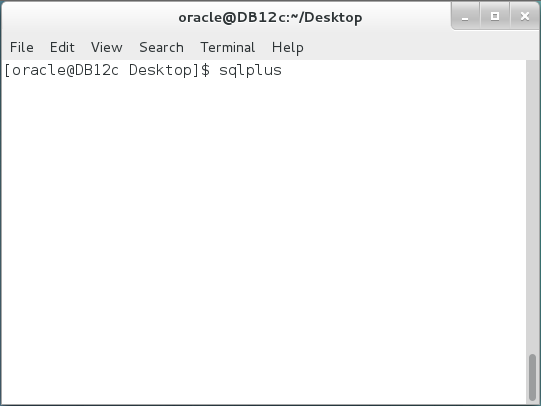 oracle@DB12c:~/Desktop
File Edit View Search Terminal Help
[oracle@DB12c Desktop]$ sqlplus